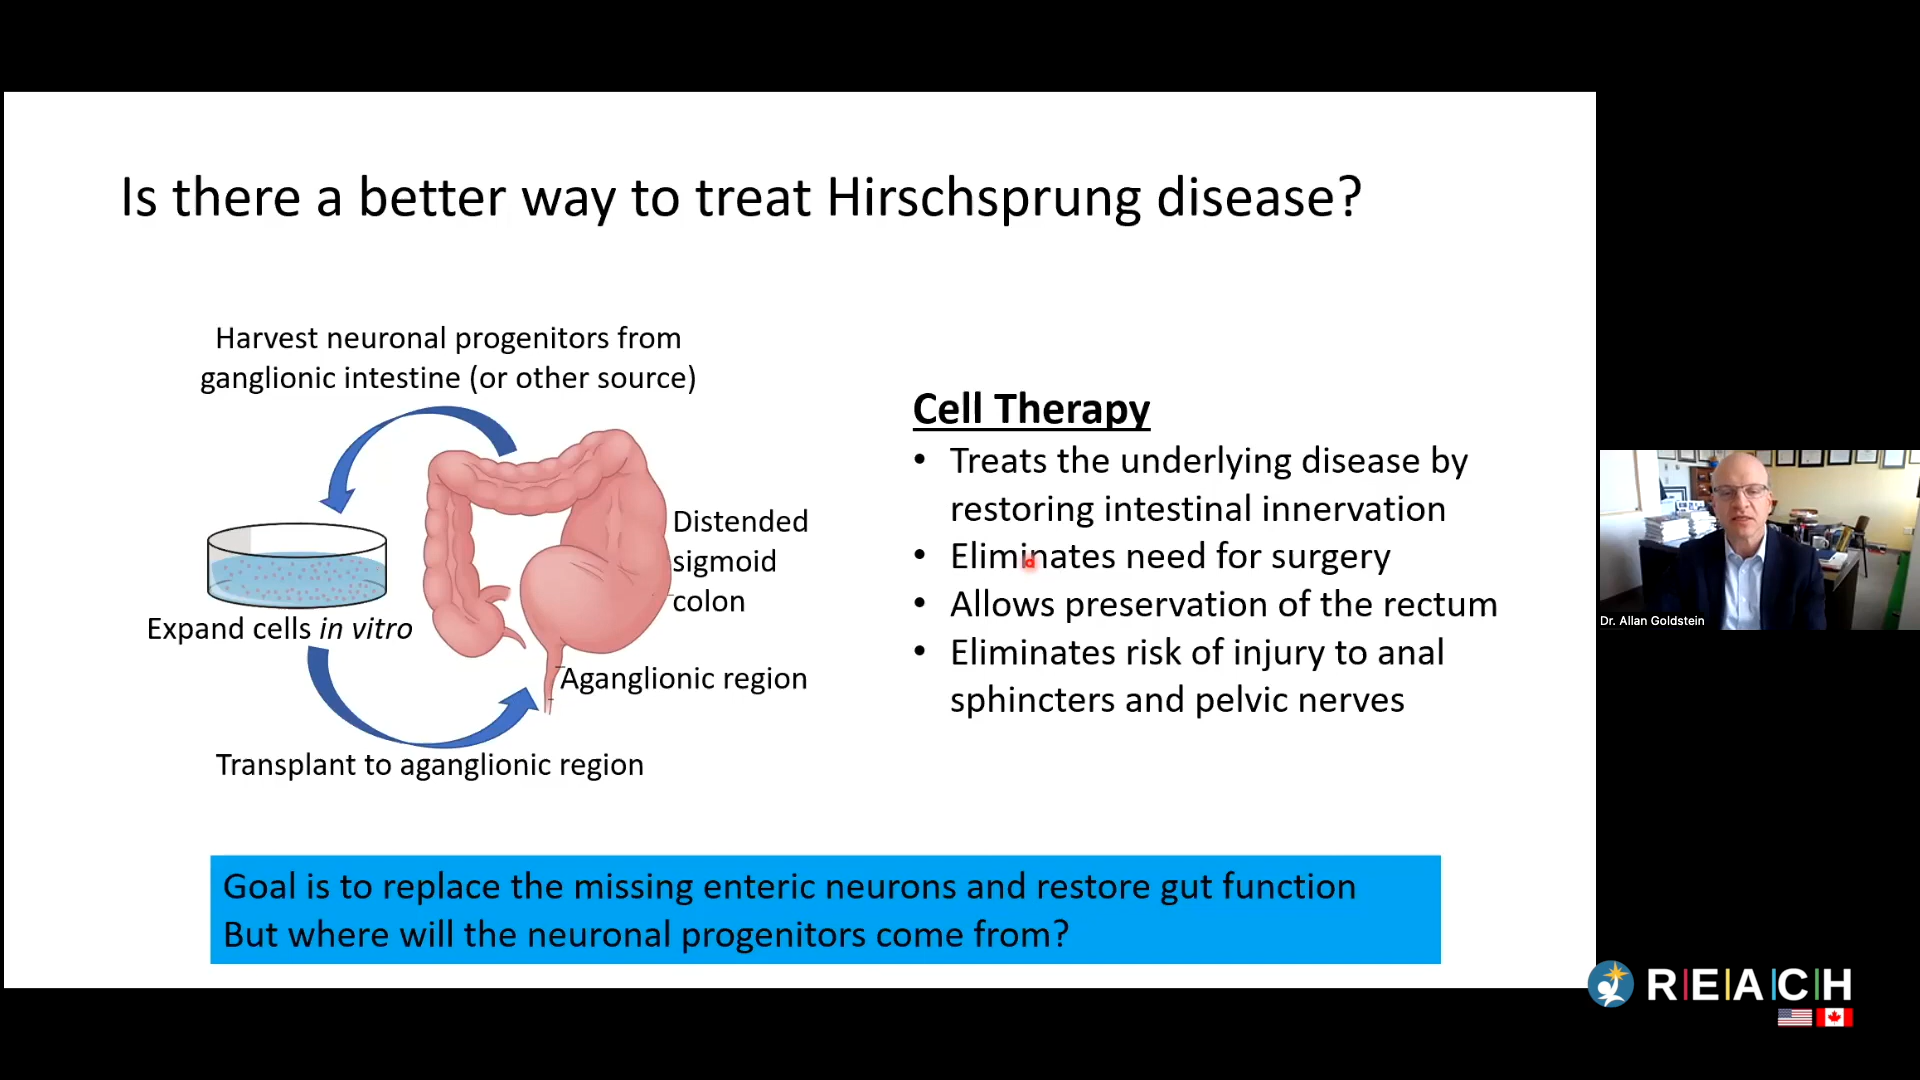 Is there a better way to treat Hirschsprung disease?
Harvest neuronal progenitors from
ganglionic intestine (or other source)
Distended
sigmoid
colon
Expand cells in vitro
Aganglionic region
Transplant to aganglionic region
Cell Therapy
• Treats the underlying disease by
restoring intestinal innervation
• Eliminates need for surgery
• Allows preservation of the rectum
• Eliminates risk of injury to anal
sphincters and pelvic nerves
Goal is to replace the missing enteric neurons and restore gut function
But where will the neuronal progenitors come from?
Dr. Allan Goldstein
R|E|A|C|H